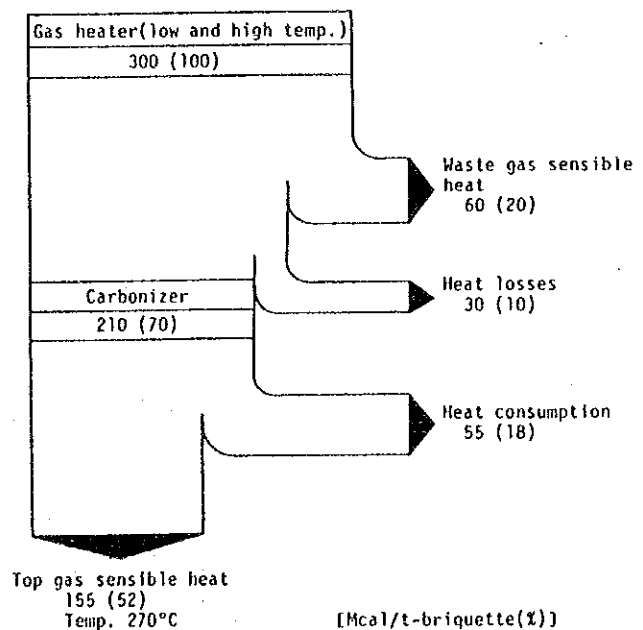 Gas heater(low and high temp.)
300 (100)
Waste gas sensible
heat
60 (20)
Heat losses
30 (10)
Carbonizer
210 (70)
Heat consumption
55 (18)
Top gas sensible heat
155 (52)
Temp. 270°C
[Mcal/t-briquette(%)]